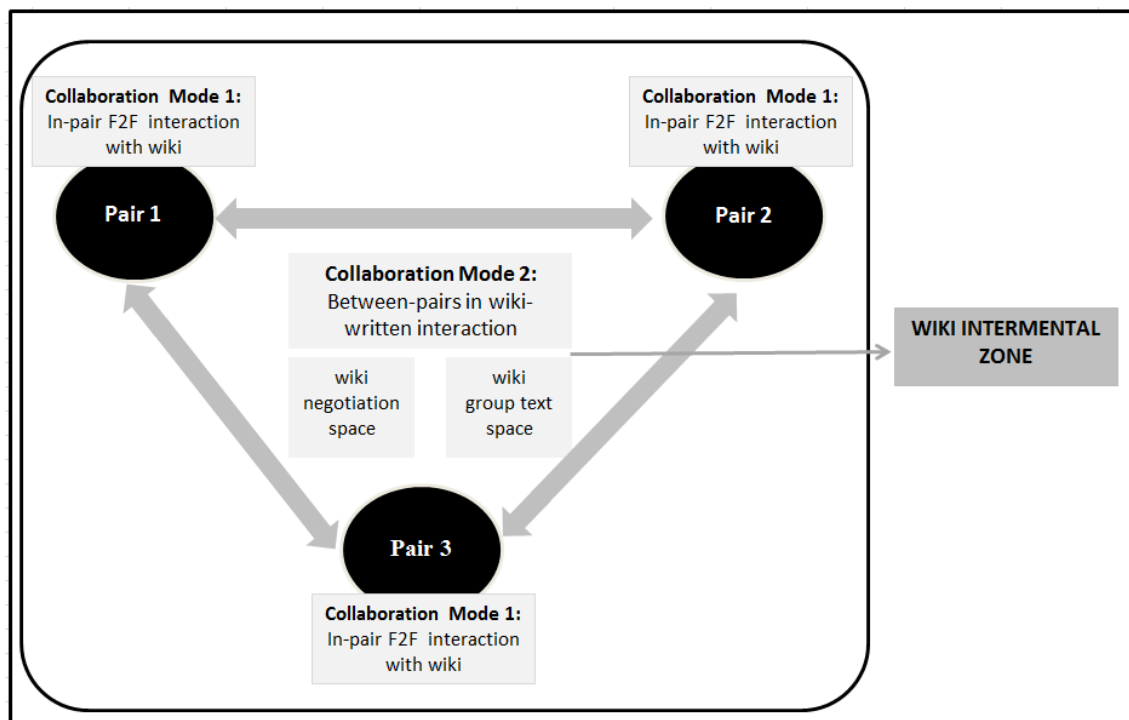 Collaboration Mode 1:
In-pair F2F interaction
with wiki
Collaboration Mode 1:
In-pair F2F interaction
with wiki
Pair 1
Pair 2
Collaboration Mode 2:
Between-pairs in wiki-
written interaction
WIKI INTERMENTAL
ZONE
wiki
negotiation
space
wiki
group text
space
Pair 3
Collaboration Mode 1:
In-pair F2F interaction
with wiki